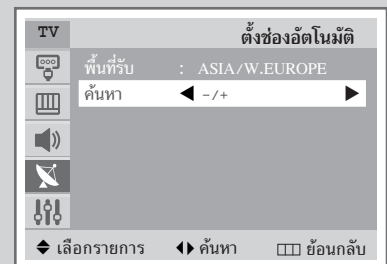 TV ตั้งช่องอัตโนมัติ
พื้นที่รับ : ASIA/W.EUROPE
ค้นหา ◀ -/+ ▶
เลือกรายการ ค้นหา ย้อนกลับ